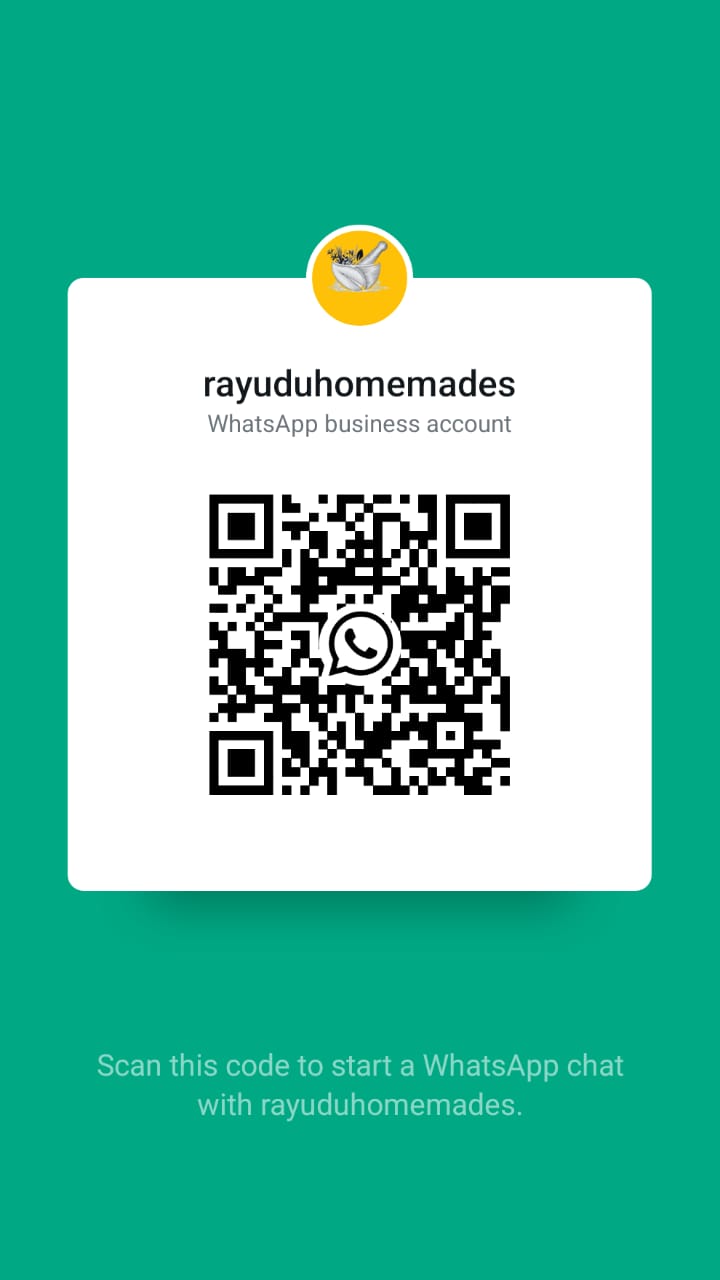 rayuduhomemades
WhatsApp business account
Scan this code to start a WhatsApp chat
with rayuduhomemades.